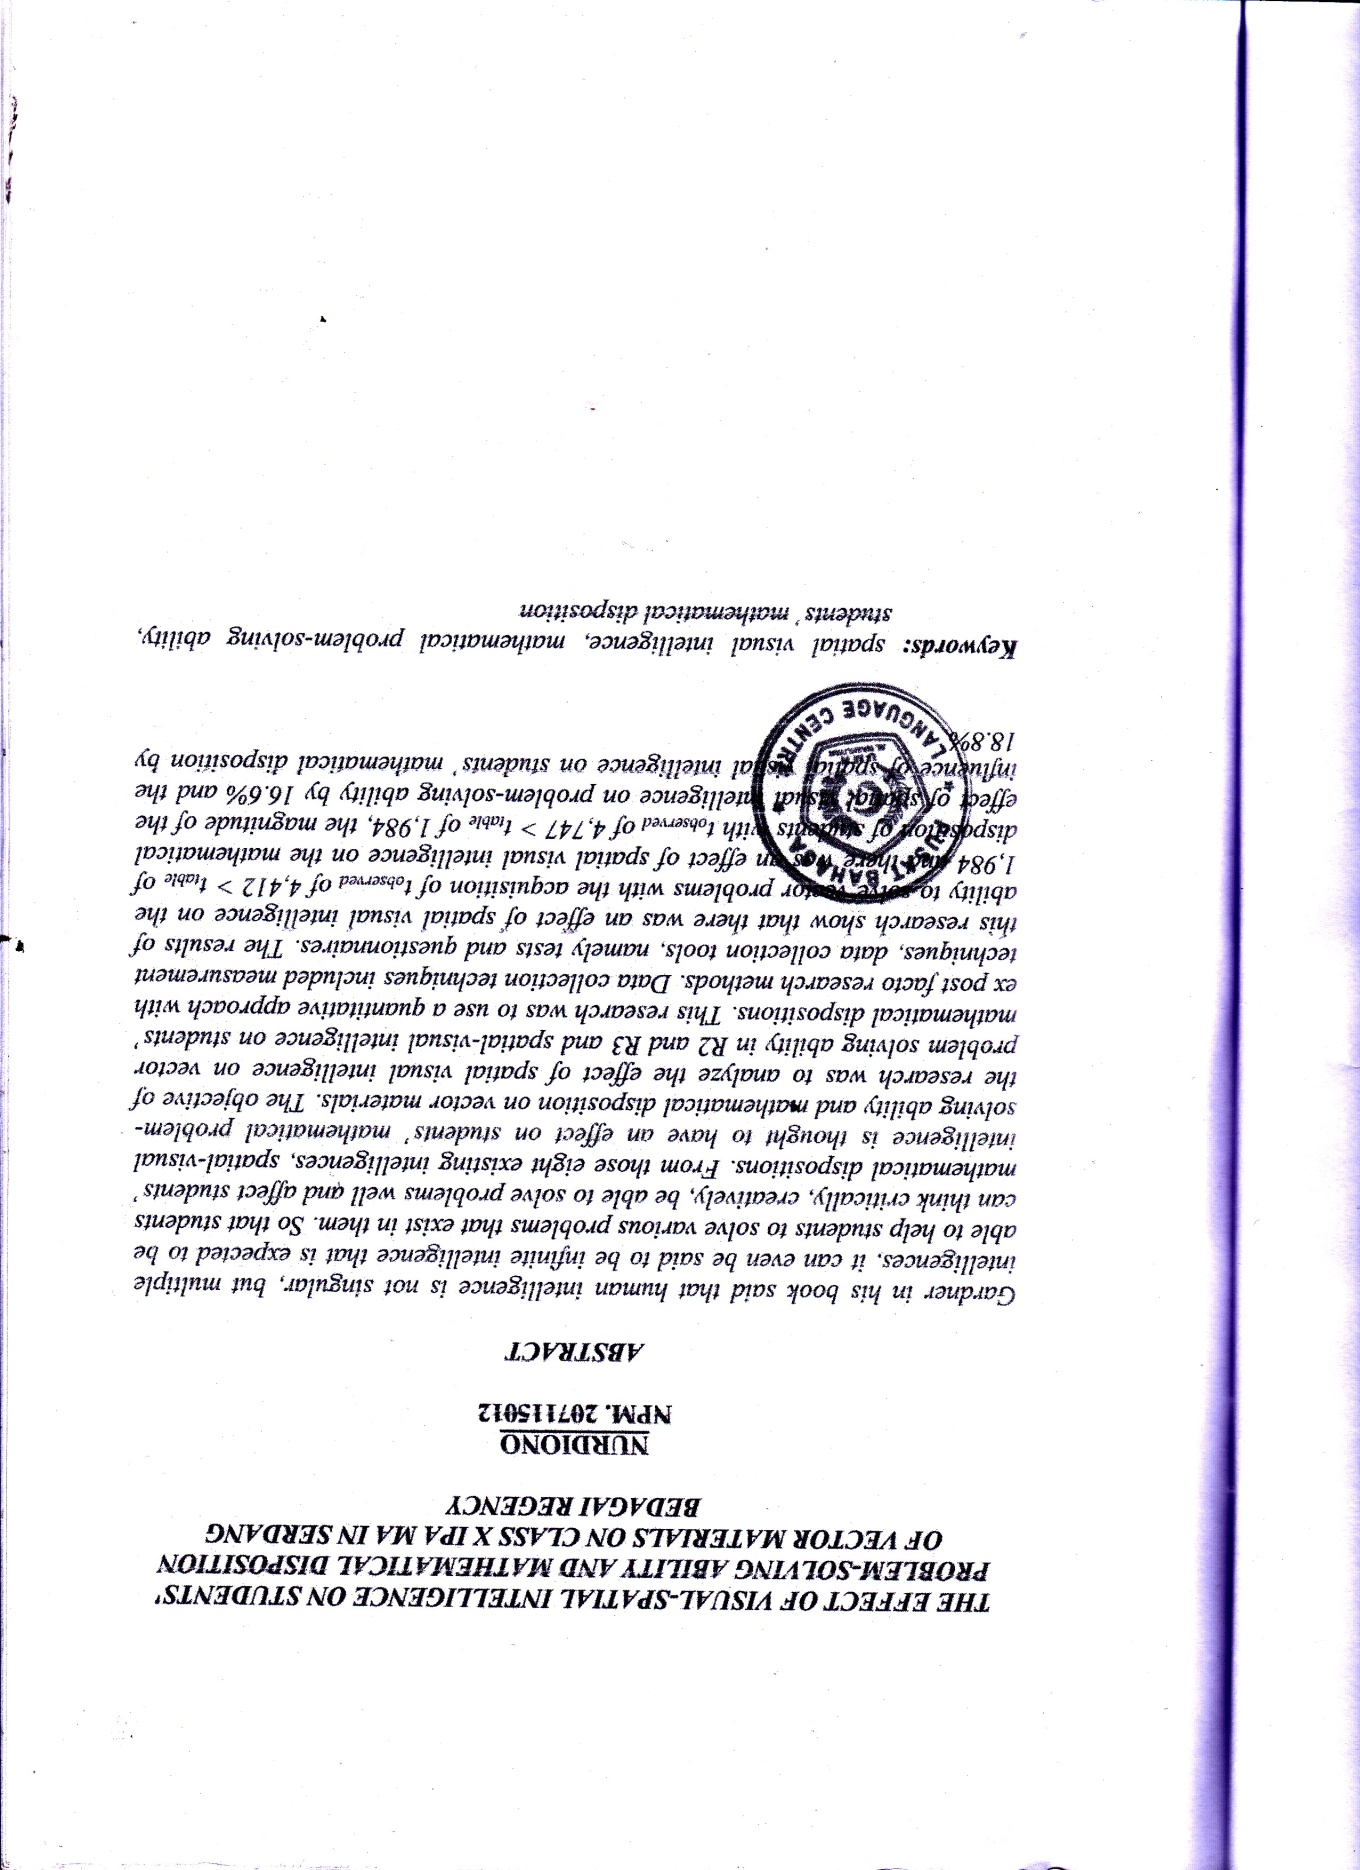 THE EFFECT OF VISUAL-SPATIAL INTELLIGENCE ON STUDENTS'
PROBLEM-SOLVING ABILITY AND MATHEMATICAL DISPOSITION
OF VECTOR MATERIALS ON CLASS X IPA MA IN SERDANG
BEDAGAI REGENCY
NURDIONO
NPM. 207115012
ABSTRACT
Gardner in his book said that human intelligence is not singular, but multiple
intelligences, it can even be said to be infinite intelligence that is expected to be
able to help students to solve various problems that exist in them. So that students
can think critically, creatively, be able to solve problems well and affect students'
mathematical dispositions. From those eight existing intelligences, spatial-visual
intelligence is thought to have an effect on students' mathematical problem-
solving ability and mathematical disposition on vector materials. The objective of
the research was to analyze the effect of spatial visual intelligence on vector
problem solving ability in R2 and R3 and spatial-visual intelligence on students'
mathematical dispositions. This research was to use a quantitative approach with
ex post facto research methods. Data collection techniques included measurement
techniques, data collection tools, namely tests and questionnaires. The results of
this research show that there was an effect of spatial visual intelligence on the
ability to solve vector problems with the acquisition of tobserved of 4,412 > ttable of
1,984 and there was an effect of spatial visual intelligence on the mathematical
disposition of students with tobserved of 4,747 > ttable of 1,984, the magnitude of the
effect of spatial visual intelligence on problem-solving ability by 16.6% and the
influence of spatial visual intelligence on students' mathematical disposition by
18.8%
PUSAT BAHASA
LANGUAGE CENTRE
Keywords: spatial visual intelligence, mathematical problem-solving ability,
students' mathematical disposition